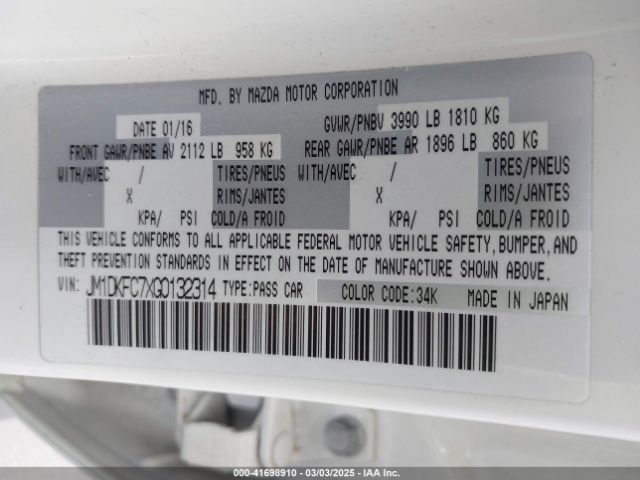 MFD. BY MAZDA MOTOR CORPORATION
DATE 01/16 GVWR/PNBV 3990 LB 1810 KG
FRONT GAWR/PNBE AV 2112 LB 958 KG REAR GAWR/PNBE AR 1896 LB 860 KG
WITH/AVEC / TIRES/PNEUS WITH/AVEC / TIRES/PNEUS
X RIMS/JANTES X RIMS/JANTES
KPA/ PSI COLD/A FROID KPA/ PSI COLD/A FROID
THIS VEHICLE CONFORMS TO ALL APPLICABLE FEDERAL MOTOR VEHICLE SAFETY, BUMPER, AND
THEFT PREVENTION STANDARDS IN EFFECT ON THE DATE OF MANUFACTURE SHOWN ABOVE.
VIN: JM1DKFC7XG0132314 TYPE:PASS CAR COLOR CODE:34K MADE IN JAPAN
000-41698910 - 03/03/2025 - IAA Inc.